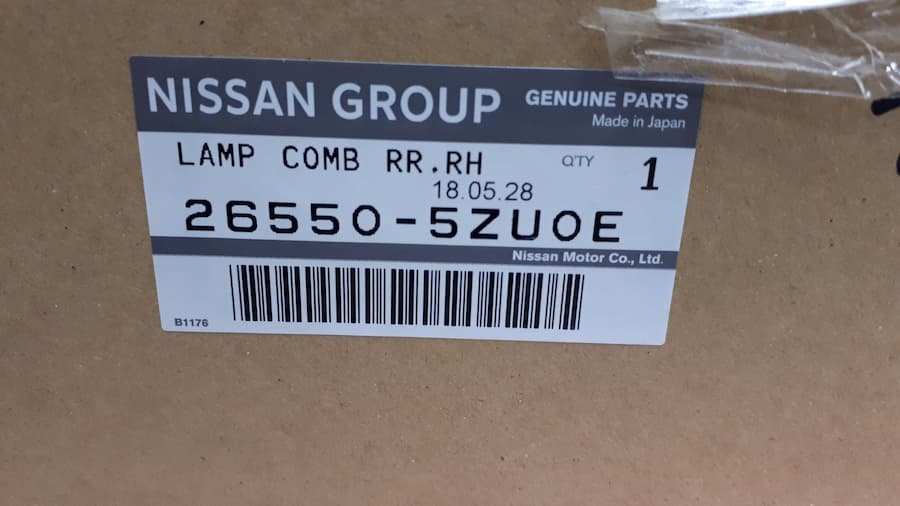 NISSAN GROUP GENUINE PARTS
Made in Japan
LAMP COMB RR.RH Q'TY 1
18.05.28
26550-5ZU0E
Nissan Motor Co., Ltd.
B1176